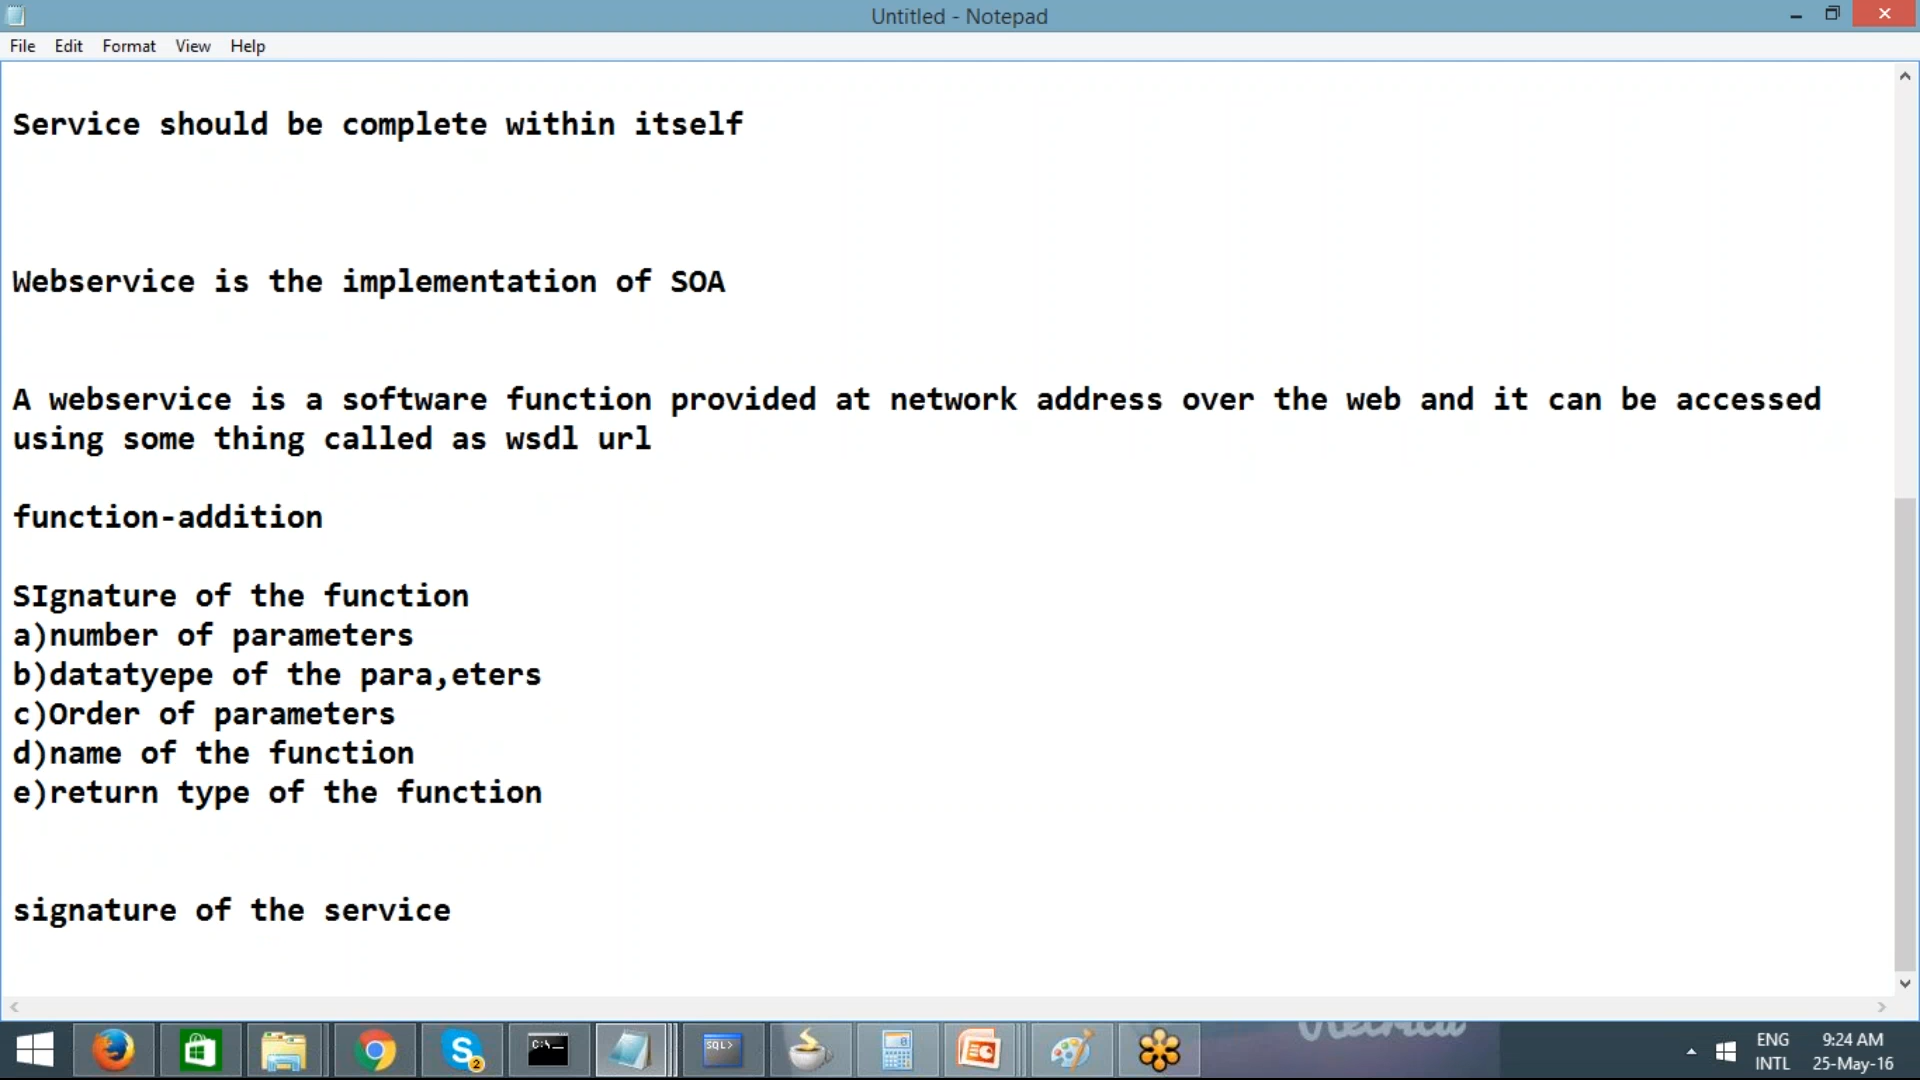 Untitled - Notepad
File Edit Format View Help
Service should be complete within itself
Webservice is the implementation of SOA
A webservice is a software function provided at network address over the web and it can be accessed
using some thing called as wsdl url
function-addition
SIgnature of the function
a)number of parameters
b)datatyepe of the para,eters
c)Order of parameters
d)name of the function
e)return type of the function
signature of the service
ENG 9:24 AM
INTL 25-May-16